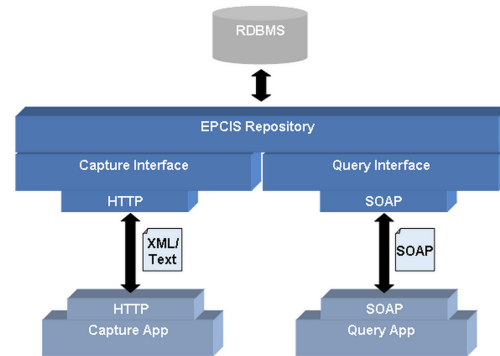 RDBMS
EPCIS Repository
Capture Interface
Query Interface
HTTP
SOAP
XML/
Text
SOAP
HTTP
SOAP
Capture App
Query App